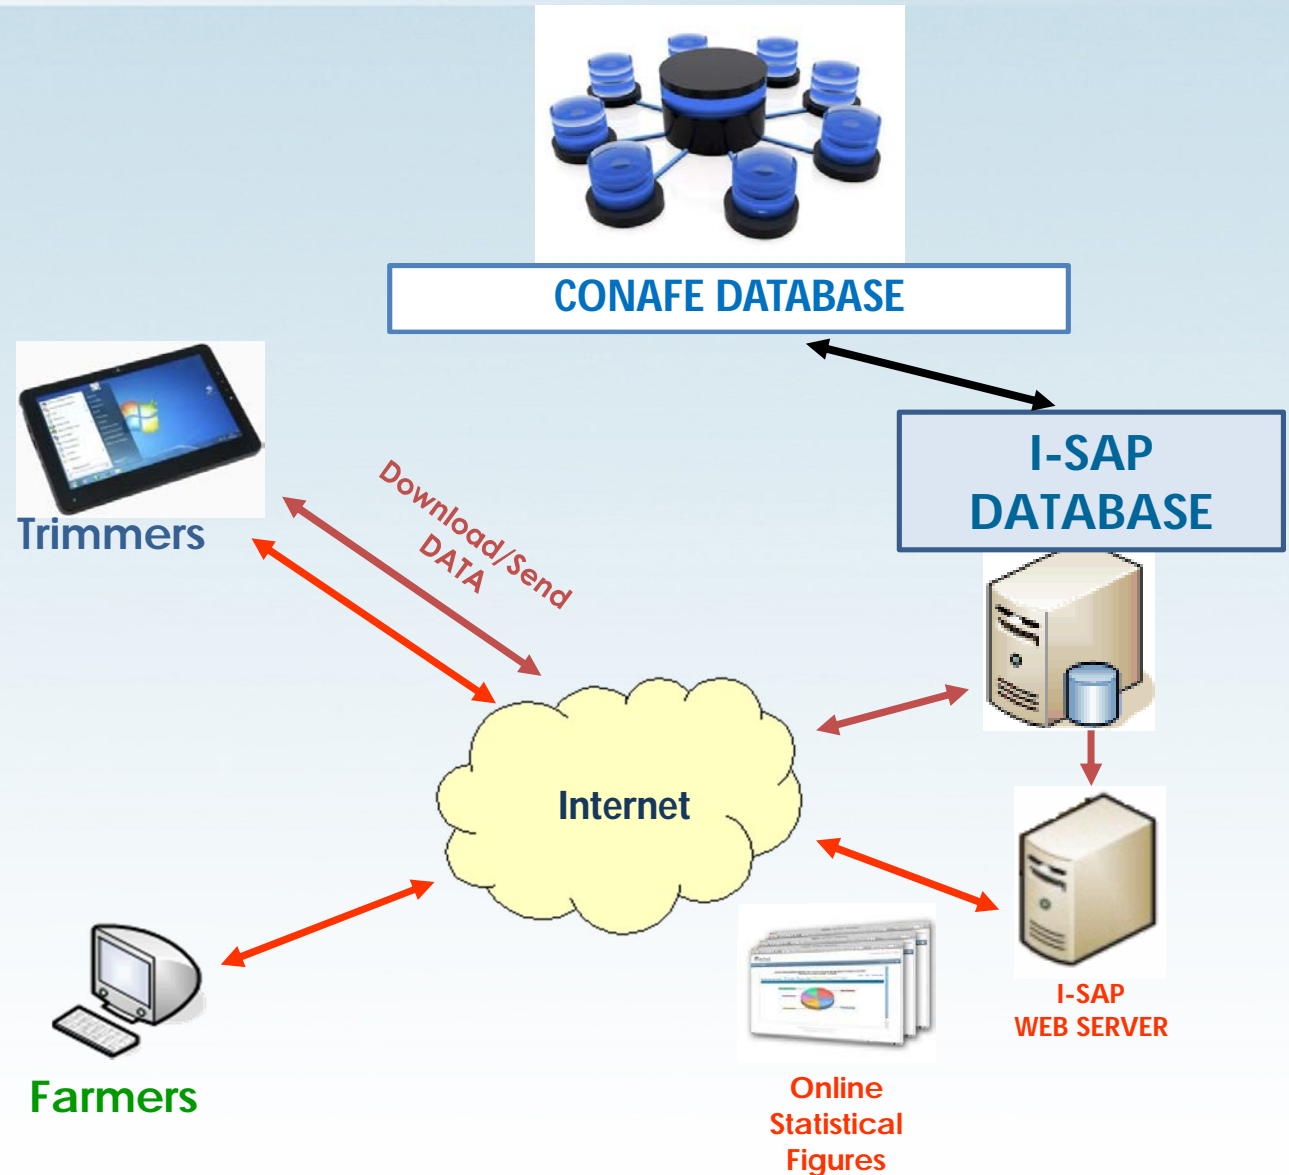 CONAFE DATABASE
I-SAP
DATABASE
Trimmers
Download/Send
DATA
Internet
I-SAP
WEB SERVER
Farmers
Online
Statistical
Figures